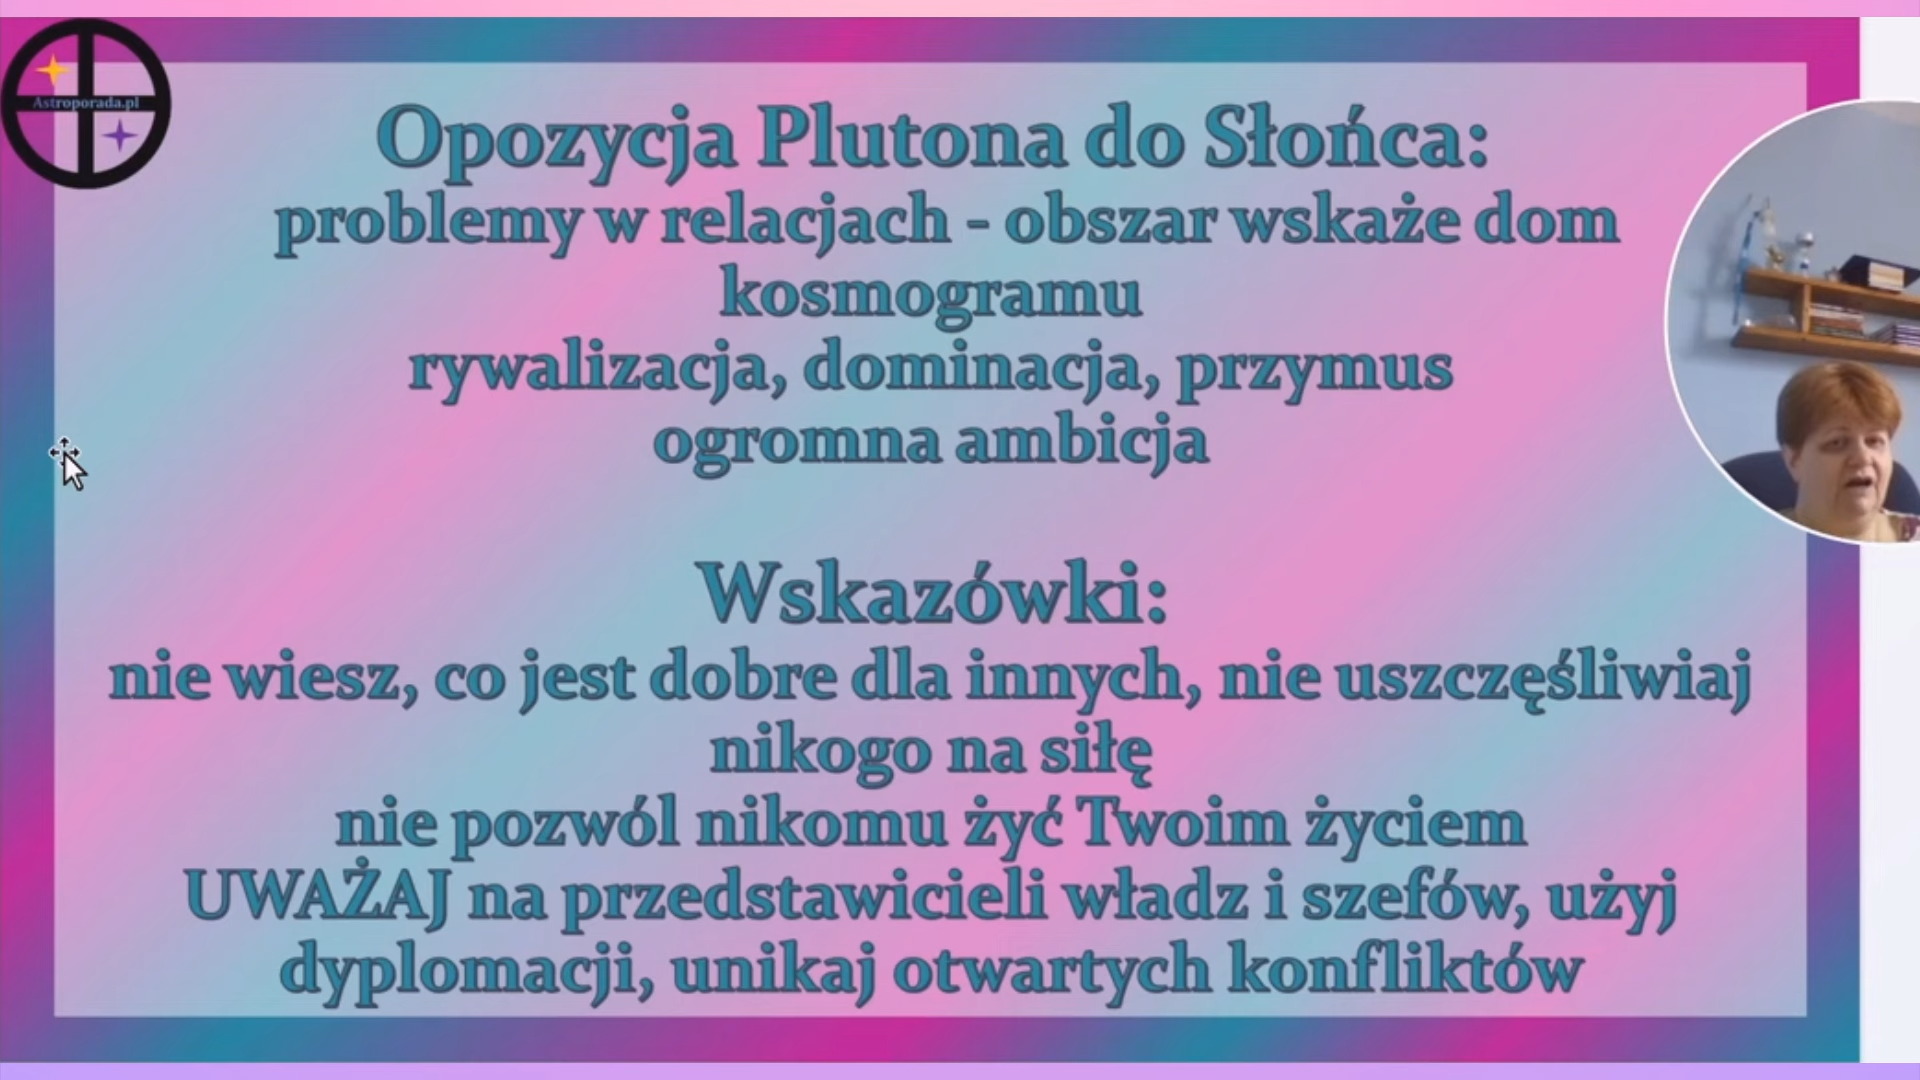 Astroporada.pl
Opozycja Plutona do Słońca:
problemy w relacjach - obszar wskaże dom
kosmogramu
rywalizacja, dominacja, przymus
ogromna ambicja
Wskazówki:
nie wiesz, co jest dobre dla innych, nie uszczęśliwiaj
nikogo na siłę
nie pozwól nikomu żyć Twoim życiem
UWAŻAJ na przedstawicieli władz i szefów, użyj
dyplomacji, unikaj otwartych konfliktów